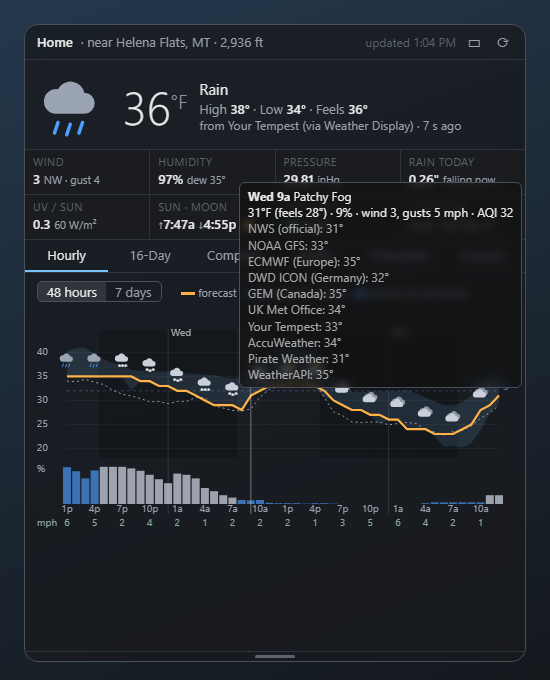 Home · near Helena Flats, MT · 2,936 ft
updated 1:04 PM
36°F
Rain
High 38° · Low 34° · Feels 36°
from Your Tempest (via Weather Display) · 7 s ago
WIND
3 NW · gust 4
HUMIDITY
97% dew 35°
PRESSURE
29.81 inHg
RAIN TODAY
0.26" falling now
UV / SUN
0.3 60 W/m²
SUN · MOON
↑7:47a ↓4:55p
Wed 9a Patchy Fog
31°F (feels 28°) · 9% · wind 3, gusts 5 mph · AQI 32
NWS (official): 31°
NOAA GFS: 33°
ECMWF (Europe): 35°
DWD ICON (Germany): 32°
GEM (Canada): 35°
UK Met Office: 34°
Your Tempest: 33°
AccuWeather: 34°
Pirate Weather: 31°
WeatherAPI: 35°
Hourly
16-Day
48 hours
7 days
forecast
Wed
40
35
30
25
20
%
1p 4p 7p 10p 1a 4a 7a 10a 1p 4p 7p 10p 1a 4a 7a 10a
mph 6 5 2 4 2 1 2 2 2 1 3 5 6 4 2 1